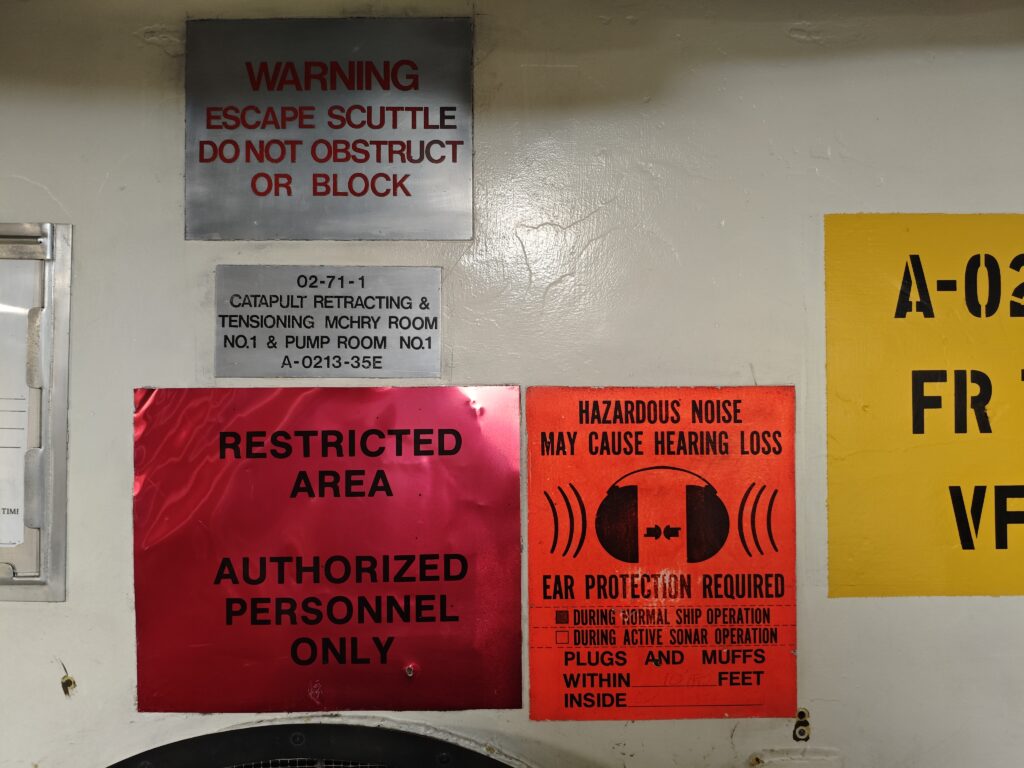 WARNING
ESCAPE SCUTTLE
DO NOT OBSTRUCT
OR BLOCK
02-71-1
CATAPULT RETRACTING &
TENSIONING MCHRY ROOM
NO.1 & PUMP ROOM NO.1
A-0213-35E
RESTRICTED
AREA
AUTHORIZED
PERSONNEL
ONLY
HAZARDOUS NOISE
MAY CAUSE HEARING LOSS
EAR PROTECTION REQUIRED
DURING NORMAL SHIP OPERATION
DURING ACTIVE SONAR OPERATION
PLUGS AND MUFFS
WITHIN FEET
INSIDE
A-02
FR
VF
TIM